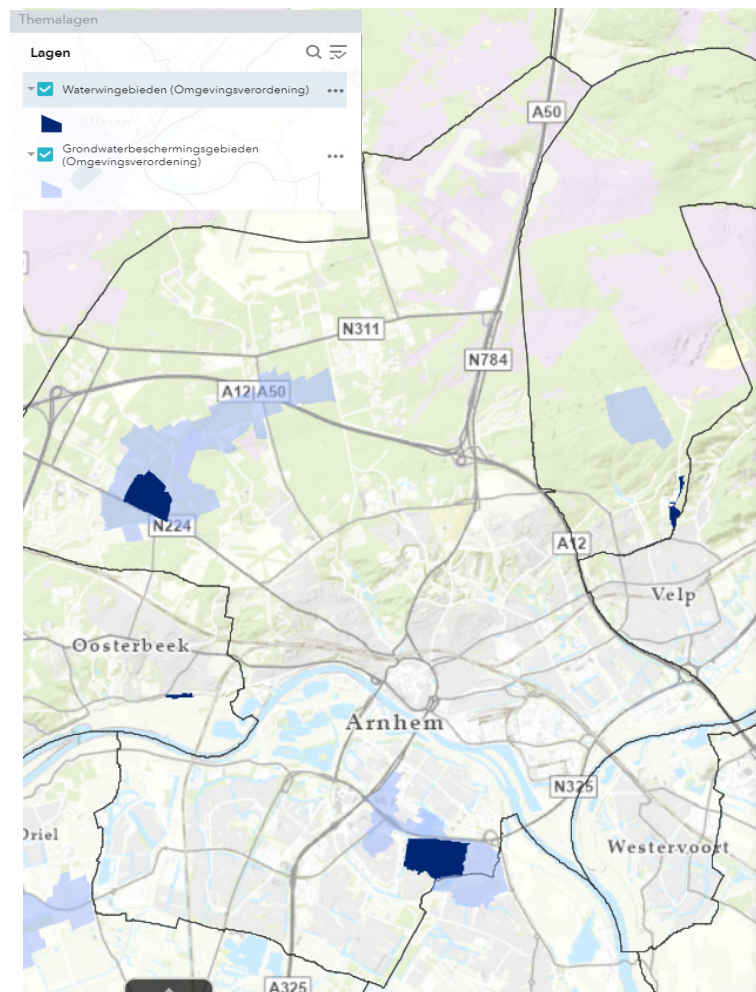 Themalagen
Lagen
Waterwingebieden (Omgevingsverordening)
Dieren
Grondwaterbeschermingsgebieden
(Omgevingsverordening)
A50
N311
N784
A12|A50
N224
A12
Velp
Oosterbeek
Arnhem
N325
Driel
Westervoort
A325